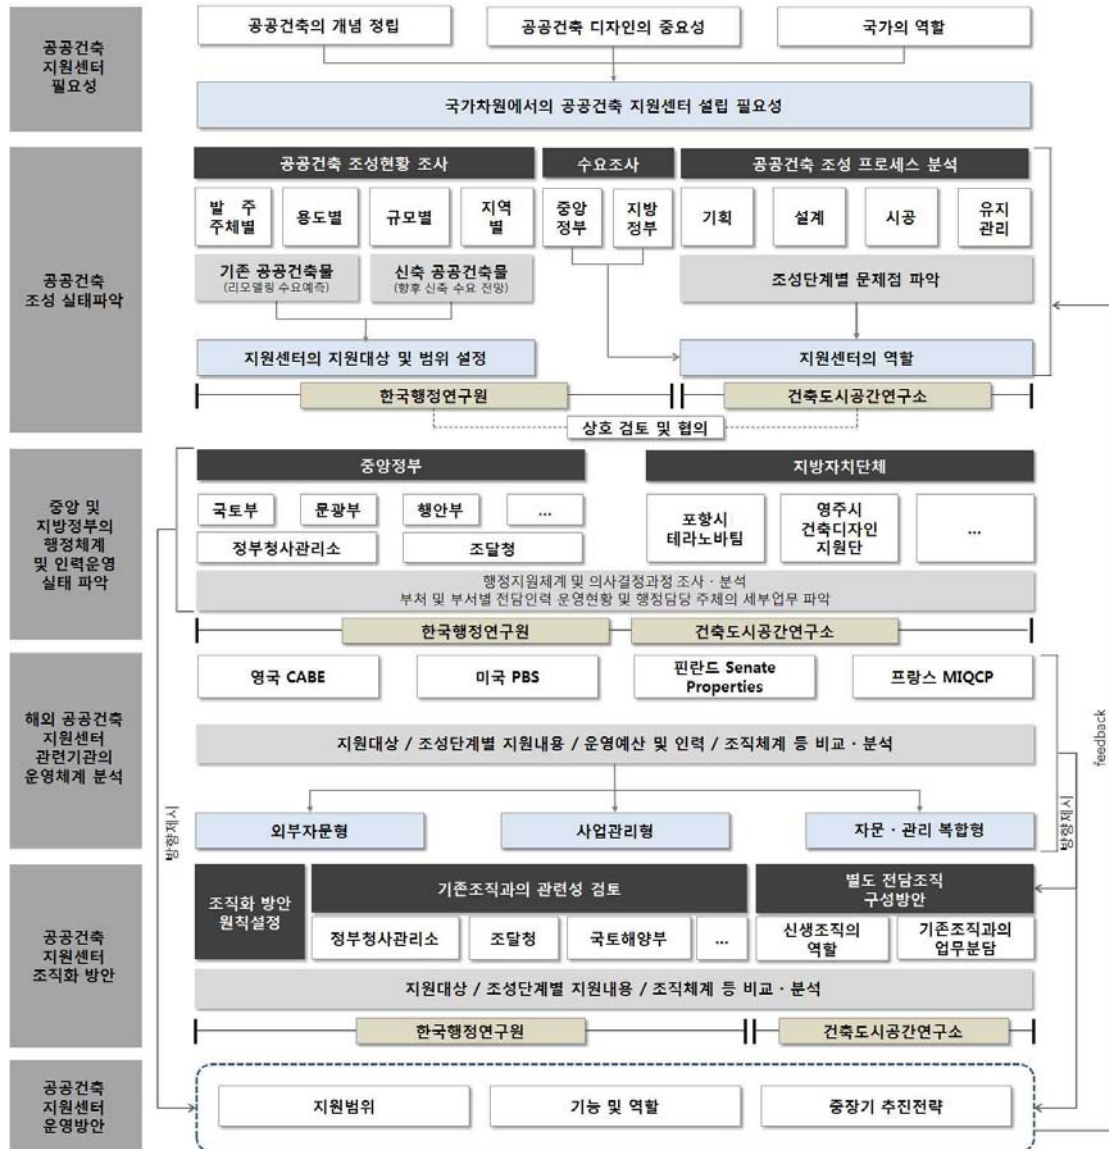 공공건축
지원센터
필요성
공공건축의 개념 정립
공공건축 디자인의 중요성
국가의 역할
국가차원에서의 공공건축 지원센터 설립 필요성
공공건축
조성 실태파악
공공건축 조성현황 조사
수요조사
공공건축 조성 프로세스 분석
발 주
주체별
용도별
규모별
지역
별
중앙
정부
지방
정부
기획
설계
시공
유지
관리
기존 공공건축물
(리모델링 수요예측)
신축 공공건축물
(향후 신축 수요 전망)
조성단계별 문제점 파악
지원센터의 지원대상 및 범위 설정
지원센터의 역할
한국행정연구원
건축도시공간연구소
상호 검토 및 협의
중앙 및
지방정부의
행정체계
및 인력운영
실태 파악
중앙정부
지방자치단체
국토부
문광부
행안부
...
정부청사관리소
조달청
포항시
테라노바팀
영주시
건축디자인
지원단
...
행정지원체계 및 의사결정과정 조사 · 분석
부처 및 부서별 전담인력 운영현황 및 행정담당 주체의 세부업무 파악
한국행정연구원
건축도시공간연구소
해외 공공건축
지원센터
관련기관의
운영체계 분석
영국 CABE
미국 PBS
핀란드 Senate
Properties
프랑스 MIQCP
지원대상 / 조성단계별 지원내용 / 운영예산 및 인력 / 조직체계 등 비교 · 분석
외부자문형
사업관리형
자문 · 관리 복합형
방향제시
방향제시
feedback
공공건축
지원센터
조직화 방안
조직화 방안
원칙설정
기존조직과의 관련성 검토
별도 전담조직
구성방안
정부청사관리소
조달청
국토해양부
...
신생조직의
역할
기존조직과의
업무분담
지원대상 / 조성단계별 지원내용 / 조직체계 등 비교 · 분석
한국행정연구원
건축도시공간연구소
공공건축
지원센터
운영방안
지원범위
기능 및 역할
중장기 추진전략